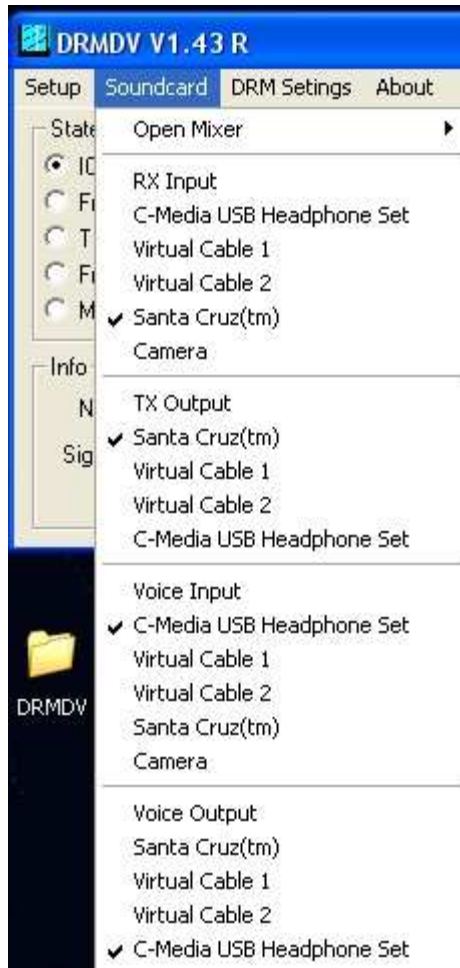 DRMDV V1.43 R
Setup Soundcard DRM Setings About
State
Open Mixer
RX Input
C-Media USB Headphone Set
Virtual Cable 1
Virtual Cable 2
Santa Cruz(tm)
Camera
Info
TX Output
Santa Cruz(tm)
Sig
Virtual Cable 1
Virtual Cable 2
C-Media USB Headphone Set
Voice Input
C-Media USB Headphone Set
Virtual Cable 1
Virtual Cable 2
DRMDV
Santa Cruz(tm)
Camera
Voice Output
Santa Cruz(tm)
Virtual Cable 1
Virtual Cable 2
C-Media USB Headphone Set